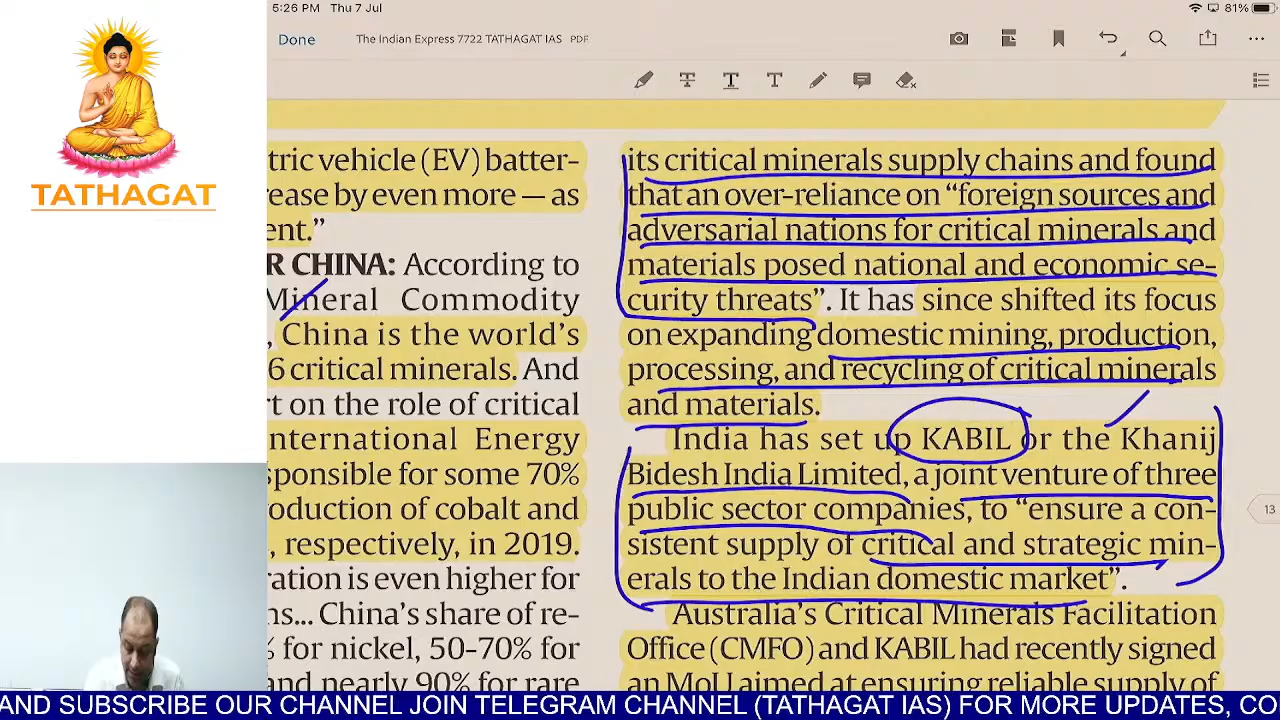 5:26 PM Thu 7 Jul
81%
Done
The Indian Express 7722 TATHAGAT IAS PDF
TATHAGAT
tric vehicle (EV) batter-
rease by even more — as
ent.”
R CHINA: According to
Mineral Commodity
, China is the world’s
6 critical minerals. And
rt on the role of critical
nternational Energy
sponsible for some 70%
oduction of cobalt and
, respectively, in 2019.
ration is even higher for
ns... China’s share of re-
% for nickel, 50-70% for
and nearly 90% for rare
its critical minerals supply chains and found
that an over-reliance on “foreign sources and
adversarial nations for critical minerals and
materials posed national and economic se-
curity threats”. It has since shifted its focus
on expanding domestic mining, production,
processing, and recycling of critical minerals
and materials.
India has set up KABIL or the Khanij
Bidesh India Limited, a joint venture of three
public sector companies, to “ensure a con-
sistent supply of critical and strategic min-
erals to the Indian domestic market”.
Australia’s Critical Minerals Facilitation
Office (CMFO) and KABIL had recently signed
an MoU aimed at ensuring reliable supply of
13
AND SUBSCRIBE OUR CHANNEL JOIN TELEGRAM CHANNEL (TATHAGAT IAS) FOR MORE UPDATES, CO